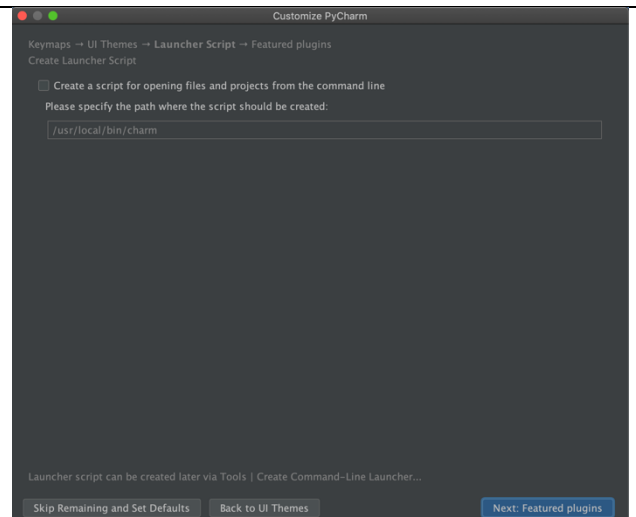 Customize PyCharm
Keymaps → UI Themes → Launcher Script → Featured plugins
Create Launcher Script
Create a script for opening files and projects from the command line
Please specify the path where the script should be created:
/usr/local/bin/charm
Launcher script can be created later via Tools | Create Command-Line Launcher...
Skip Remaining and Set Defaults
Back to UI Themes
Next: Featured plugins